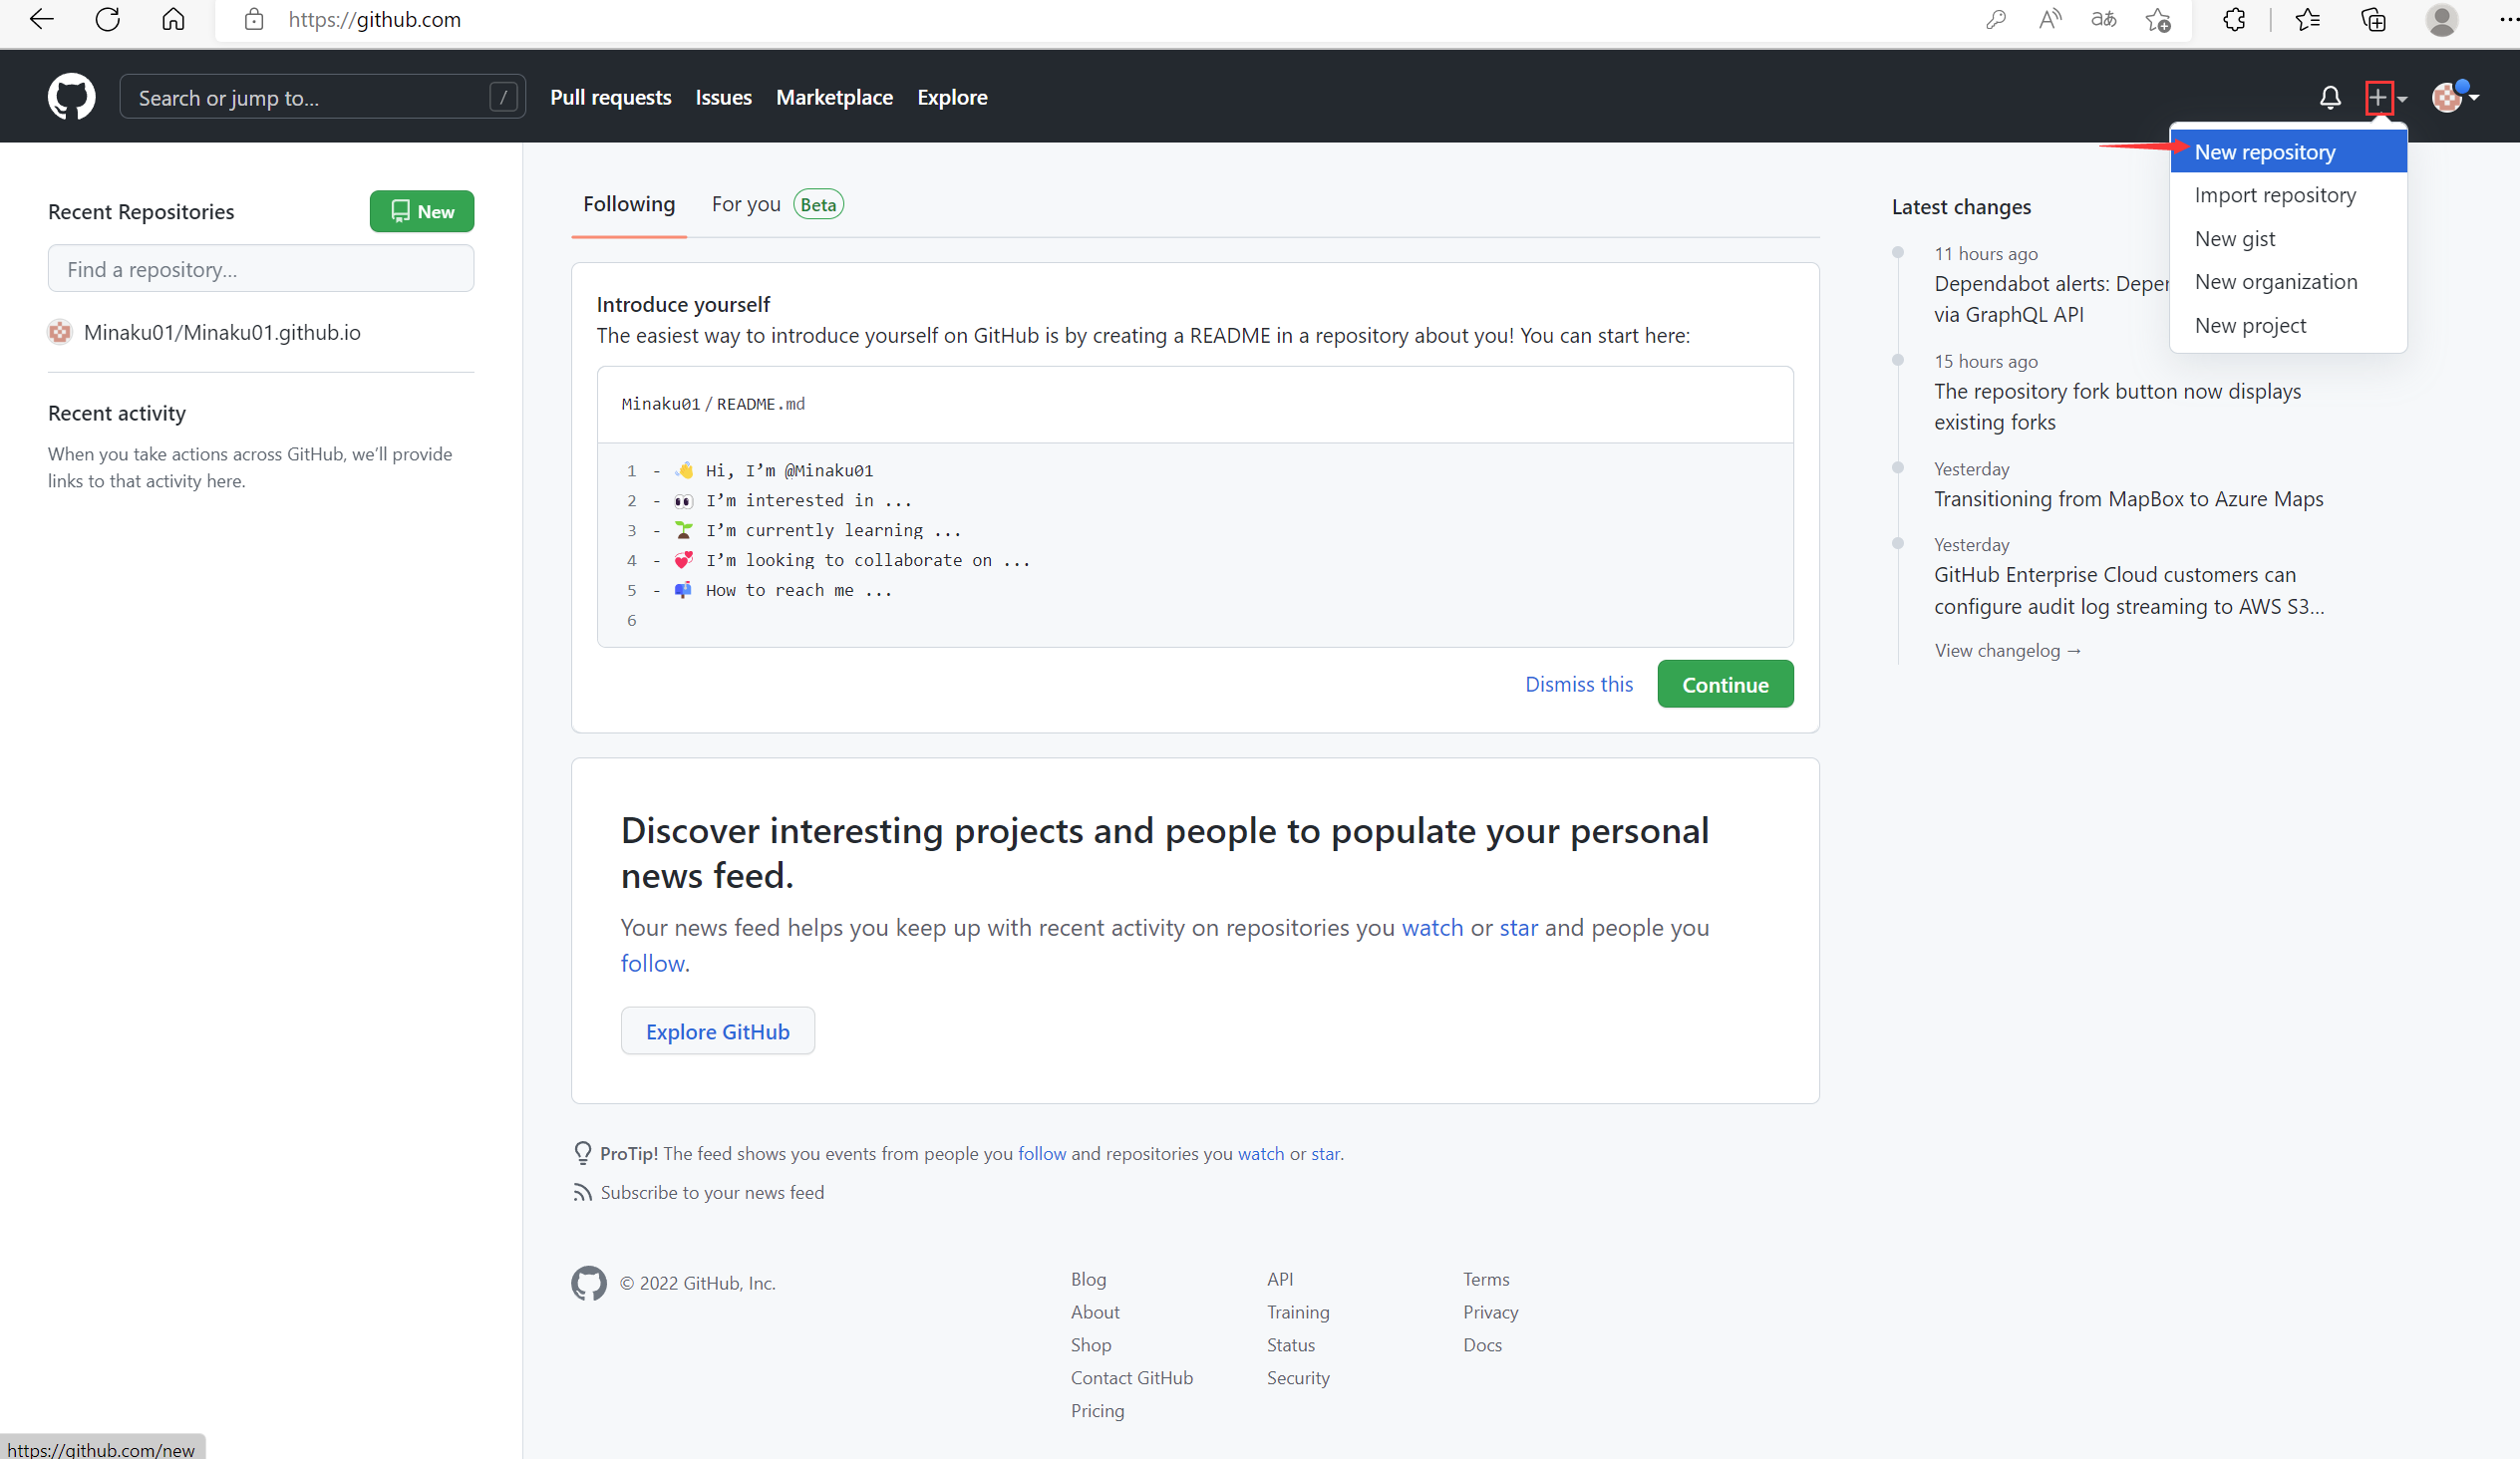 https://github.com
Search or jump to...
/
Pull requests
Issues
Marketplace
Explore
New repository
Import repository
New gist
New organization
New project
Recent Repositories
New
Find a repository...
Minaku01/Minaku01.github.io
Recent activity
When you take actions across GitHub, we’ll provide
links to that activity here.
Following
For you
Beta
Introduce yourself
The easiest way to introduce yourself on GitHub is by creating a README in a repository about you! You can start here:
Minaku01/README.md
1 - 👋 Hi, I’m @Minaku01
2 - 👀 I’m interested in ...
3 - 🌱 I’m currently learning ...
4 - 💞️ I’m looking to collaborate on ...
5 - 📫 How to reach me ...
6
Dismiss this
Continue
Discover interesting projects and people to populate your personal
news feed.
Your news feed helps you keep up with recent activity on repositories you watch or star and people you
follow.
Explore GitHub
ProTip! The feed shows you events from people you follow and repositories you watch or star.
Subscribe to your news feed
Latest changes
11 hours ago
Dependabot alerts:
via GraphQL API
15 hours ago
The repository fork button now displays
existing forks
Yesterday
Transitioning from MapBox to Azure Maps
Yesterday
GitHub Enterprise Cloud customers can
configure audit log streaming to AWS S3...
View changelog →
© 2022 GitHub, Inc.
Blog
About
Shop
Contact GitHub
Pricing
API
Training
Status
Security
Terms
Privacy
Docs
https://github.com/new